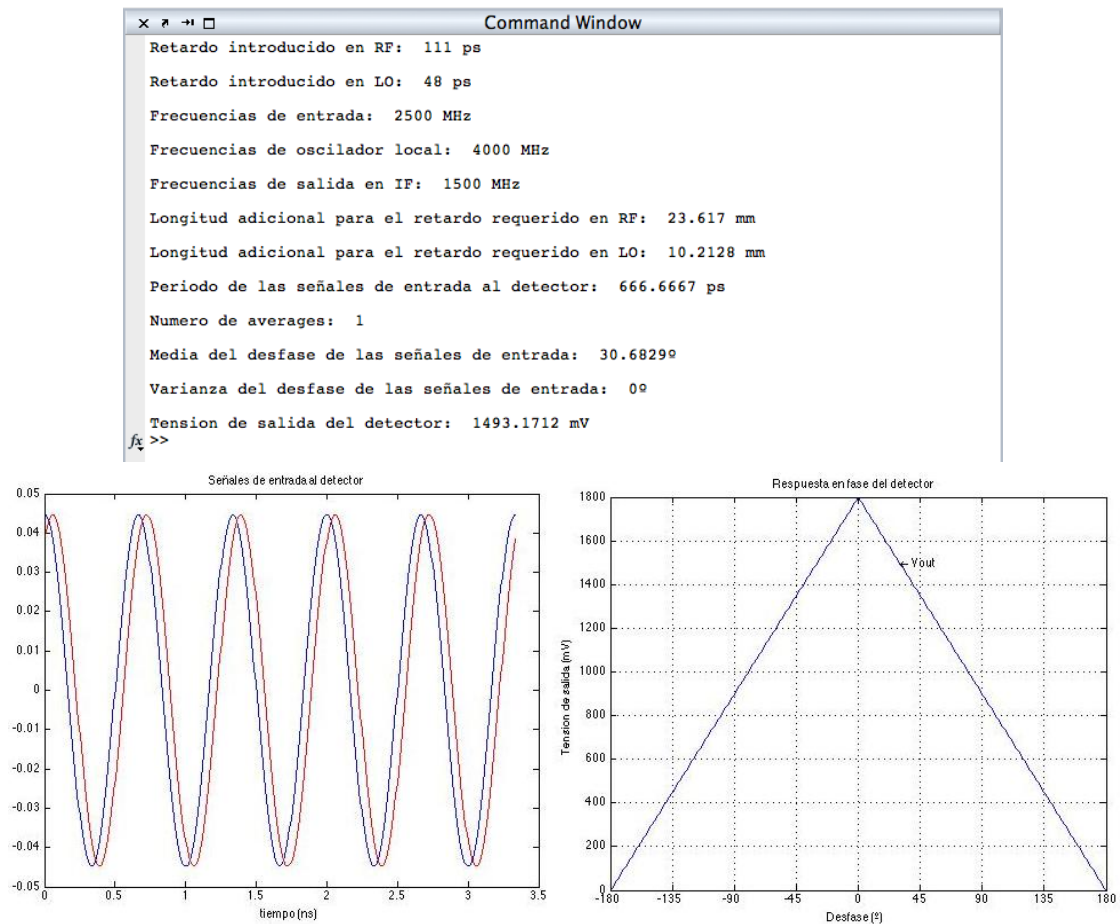 Command Window
Retardo introducido en RF:  111 ps
Retardo introducido en LO:  48 ps
Frecuencias de entrada:  2500 MHz
Frecuencias de oscilador local:  4000 MHz
Frecuencias de salida en IF:  1500 MHz
Longitud adicional para el retardo requerido en RF:  23.617 mm
Longitud adicional para el retardo requerido en LO:  10.2128 mm
Periodo de las señales de entrada al detector:  666.6667 ps
Numero de averages:  1
Media del desfase de las señales de entrada:  30.6829º
Varianza del desfase de las señales de entrada:  0º
Tension de salida del detector:  1493.1712 mV
fx >>
Señales de entrada al detector
0.05
0.04
0.03
0.02
0.01
0
-0.01
-0.02
-0.03
-0.04
-0.05
0 0.5 1 1.5 2 2.5 3 3.5
tiempo (ns)
Respuesta en fase del detector
Tension de salida (mV)
1800
1600
1400
1200
1000
800
600
400
200
0
← Vout
-180 -135 -90 -45 0 45 90 135 180
Desfase (º)